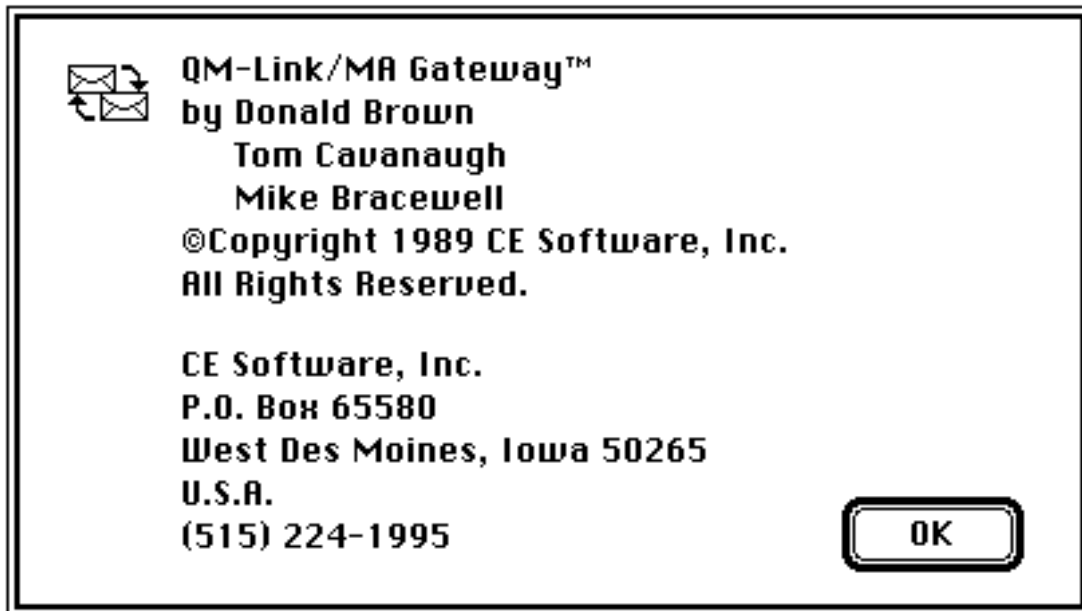 QM-Link/MA Gateway™
by Donald Brown
Tom Cavanaugh
Mike Bracewell
©Copyright 1989 CE Software, Inc.
All Rights Reserved.
CE Software, Inc.
P.O. Box 65580
West Des Moines, Iowa 50265
U.S.A.
(515) 224-1995
OK